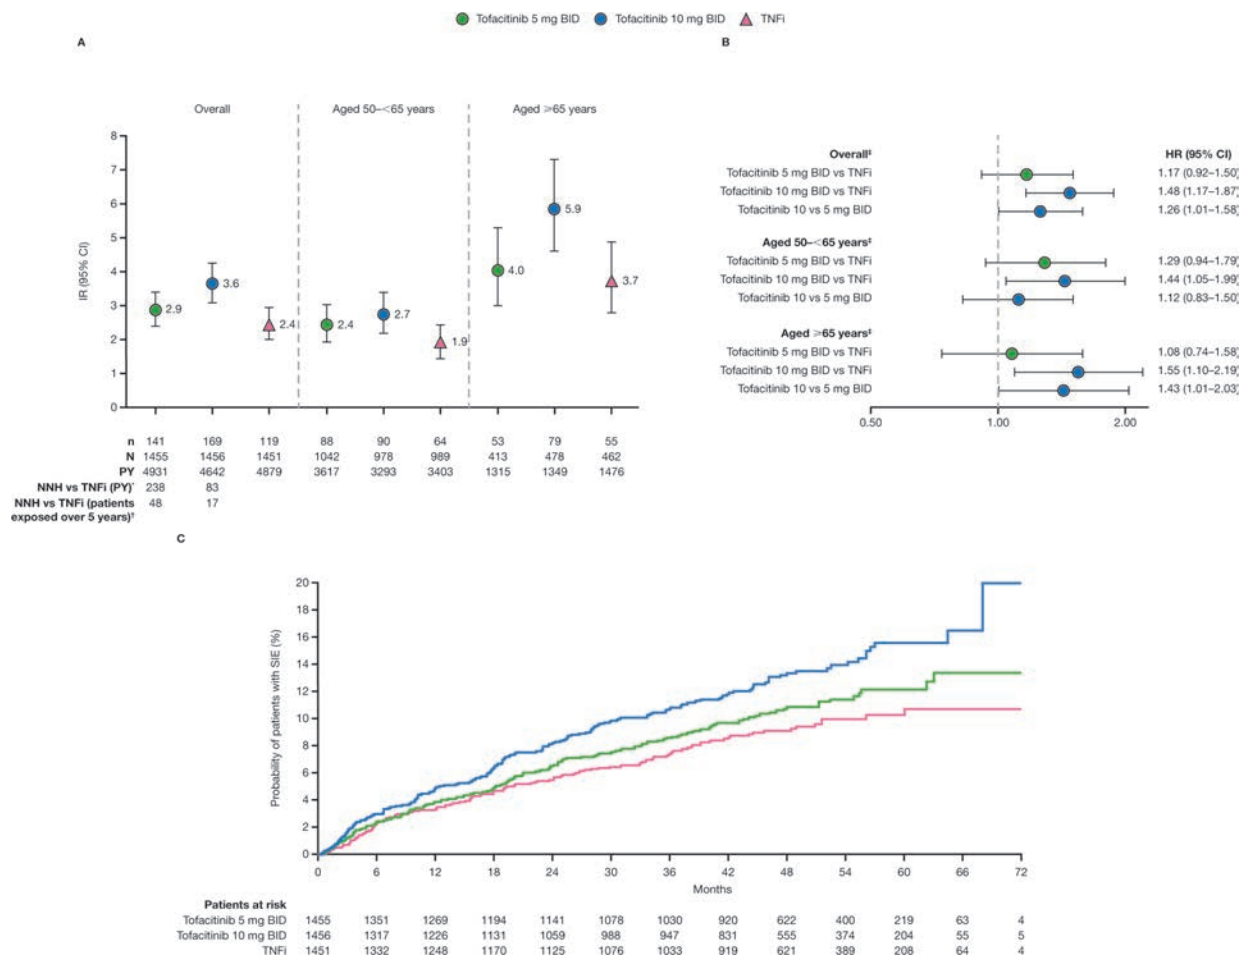 Tofacitinib 5 mg BID Tofacitinib 10 mg BID TNFi
A
Overall Aged 50–<65 years Aged ⩾65 years
IR (95% CI)
8
7
6
5
4
3
2
1
0
2.9 3.6 2.4 2.4 2.7 1.9 4.0 5.9 3.7
n 141 169 119 88 90 64 53 79 55
N 1455 1456 1451 1042 978 989 413 478 462
PY 4931 4642 4879 3617 3293 3403 1315 1349 1476
NNH vs TNFi (PY)* 238 83
NNH vs TNFi (patients 48 17
exposed over 5 years)†
B
Overall‡ HR (95% CI)
Tofacitinib 5 mg BID vs TNFi 1.17 (0.92–1.50)
Tofacitinib 10 mg BID vs TNFi 1.48 (1.17–1.87)
Tofacitinib 10 vs 5 mg BID 1.26 (1.01–1.58)
Aged 50–<65 years‡
Tofacitinib 5 mg BID vs TNFi 1.29 (0.94–1.79)
Tofacitinib 10 mg BID vs TNFi 1.44 (1.05–1.99)
Tofacitinib 10 vs 5 mg BID 1.12 (0.83–1.50)
Aged ⩾65 years‡
Tofacitinib 5 mg BID vs TNFi 1.08 (0.74–1.58)
Tofacitinib 10 mg BID vs TNFi 1.55 (1.10–2.19)
Tofacitinib 10 vs 5 mg BID 1.43 (1.01–2.03)
0.50 1.00 2.00
C
Probability of patients with SIE (%)
20
18
16
14
12
10
8
6
4
2
0
0 6 12 18 24 30 36 42 48 54 60 66 72
Months
Patients at risk
Tofacitinib 5 mg BID 1455 1351 1269 1194 1141 1078 1030 920 622 400 219 63 4
Tofacitinib 10 mg BID 1456 1317 1226 1131 1059 988 947 831 555 374 204 55 5
TNFi 1451 1332 1248 1170 1125 1076 1033 919 621 389 208 64 4